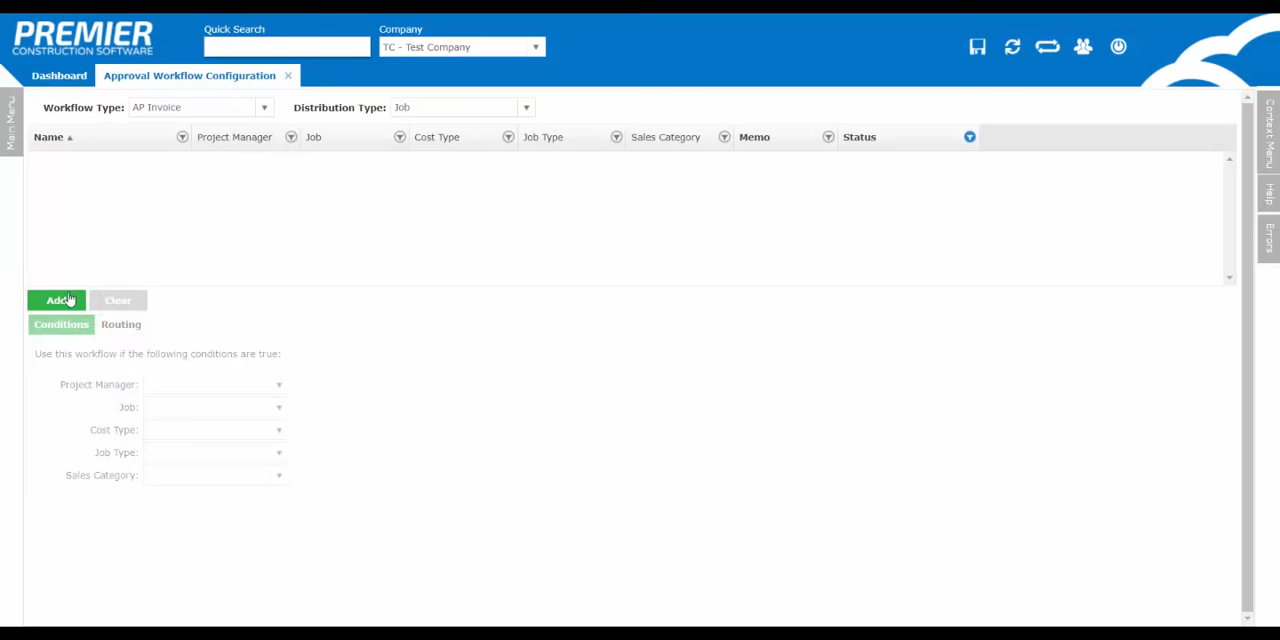 PREMIER
CONSTRUCTION SOFTWARE
Quick Search
Company
TC - Test Company
Dashboard
Approval Workflow Configuration
Main Menu
Workflow Type: AP Invoice
Distribution Type: Job
Name
Project Manager
Job
Cost Type
Job Type
Sales Category
Memo
Status
Context Menu
Help
Errors
Add
Clear
Conditions
Routing
Use this workflow if the following conditions are true:
Project Manager:
Job:
Cost Type:
Job Type:
Sales Category: